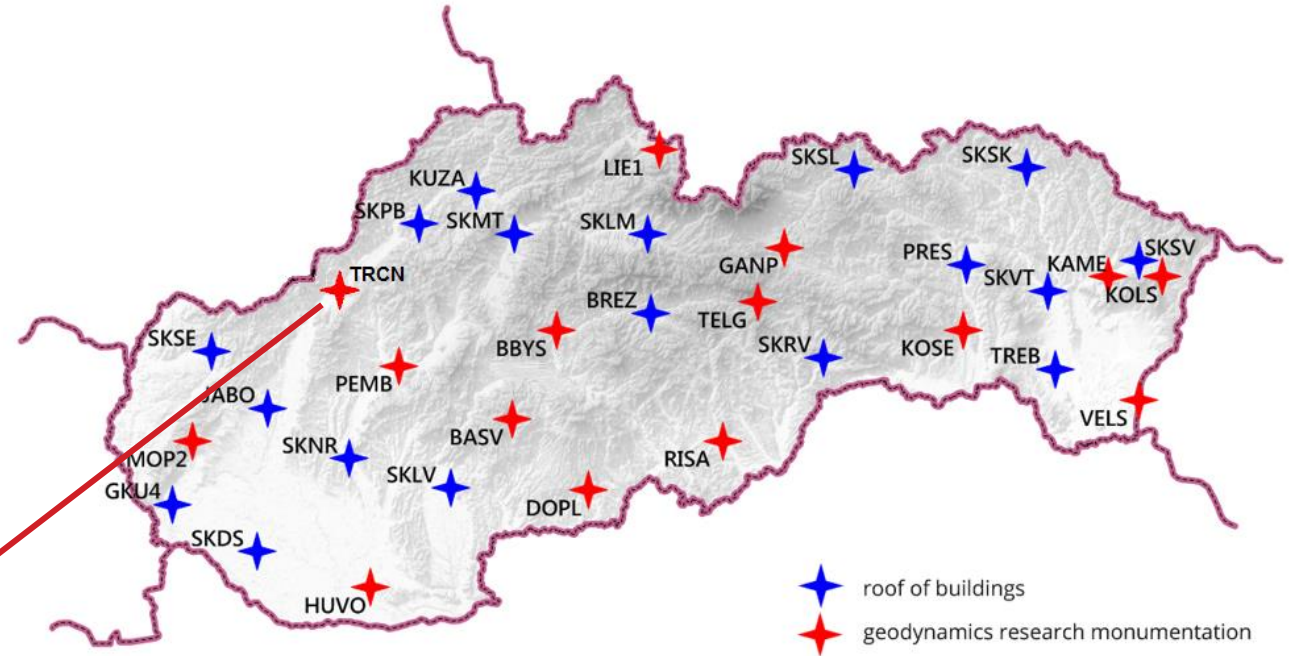 LIE1
SKSL
SKSK
KUZA
SKPB
SKMT
SKLM
GANP
PRES
SKVT
KAME
SKSV
KOLS
TRCN
BREZ
TELG
SKSE
BBYS
SKRV
KOSE
TREB
PEMB
JABO
VELS
MOP2
SKNR
BASV
RISA
GKU4
SKLV
DOPL
SKDS
HUVO
roof of buildings
geodynamics research monumentation